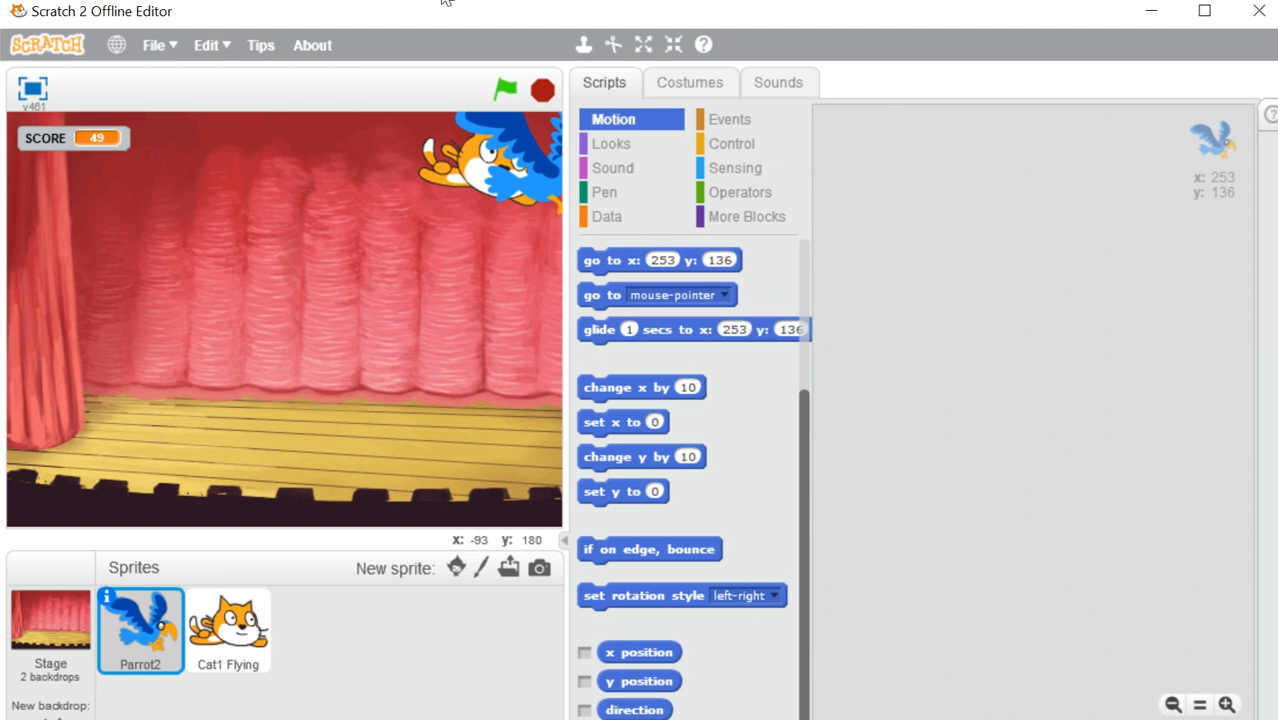 Scratch 2 Offline Editor
SCRATCH File Edit Tips About
v461
Scripts Costumes Sounds
SCORE 49
Motion Events
Looks Control
Sound Sensing
Pen Operators
Data More Blocks
x: 253
y: 136
go to x: 253 y: 136
go to mouse-pointer
glide 1 secs to x: 253 y: 136
change x by 10
set x to 0
change y by 10
set y to 0
if on edge, bounce
set rotation style left-right
x position
y position
direction
x: -93 y: 180
Sprites New sprite:
Stage
2 backdrops
New backdrop:
Parrot2
Cat1 Flying